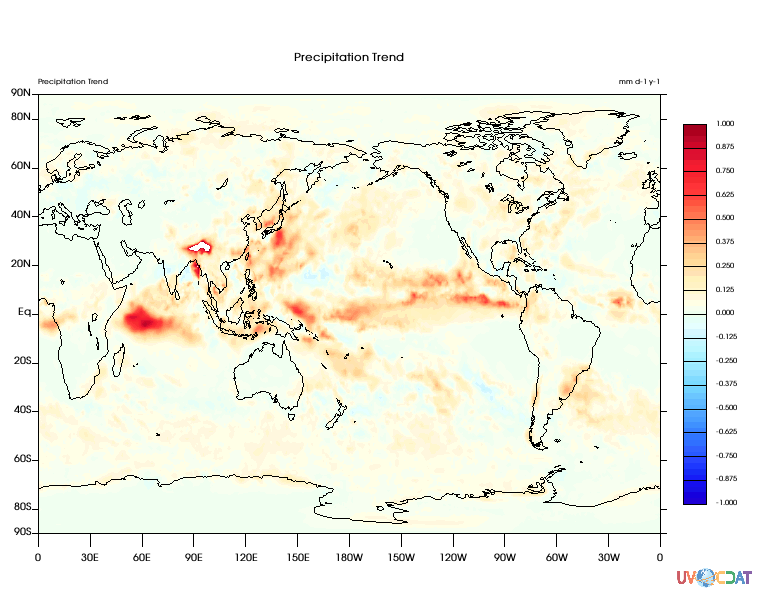 Precipitation Trend
Precipitation Trend mm d-1 y-1
90N
80N
60N
40N
20N
Eq
20S
40S
60S
80S
90S
0 30E 60E 90E 120E 150E 180W 150W 120W 90W 60W 30W 0
1.000
0.875
0.750
0.625
0.500
0.375
0.250
0.125
0.000
-0.125
-0.250
-0.375
-0.500
-0.625
-0.750
-0.875
-1.000
UV CDAT